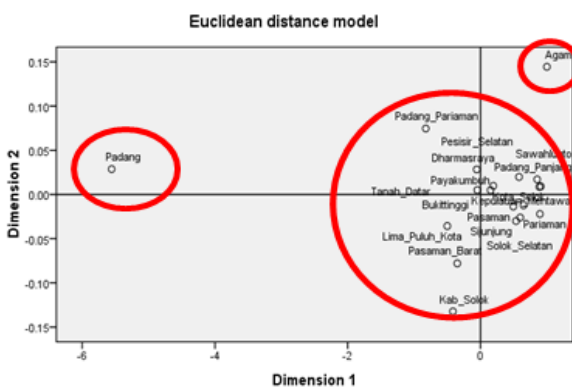 Euclidean distance model
Dimension 2
0.15
0.10
0.05
0.00
-0.05
-0.10
-0.15
Agam
Padang_Pariaman
Pesisir_Selatan
Sawahlunto
Padang
Dharmasraya
Padang_Panjang
Payakumbuh
Tanah_Datar
Bukittinggi
Pasaman
Pariaman
Sijunjung
Lima_Puluh_Kota
Solok_Selatan
Pasaman_Barat
Kab_Solok
-6
-4
-2
0
Dimension 1